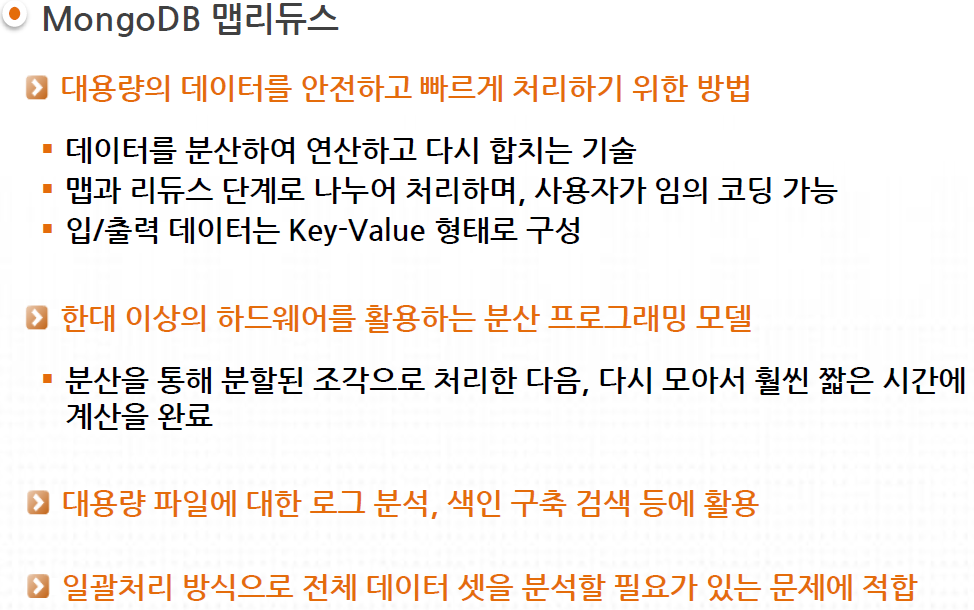 MongoDB 맵리듀스
대용량의 데이터를 안전하고 빠르게 처리하기 위한 방법
데이터를 분산하여 연산하고 다시 합치는 기술
맵과 리듀스 단계로 나누어 처리하며, 사용자가 임의 코딩 가능
입/출력 데이터는 Key-Value 형태로 구성
한대 이상의 하드웨어를 활용하는 분산 프로그래밍 모델
분산을 통해 분할된 조각으로 처리한 다음, 다시 모아서 훨씬 짧은 시간에
계산을 완료
대용량 파일에 대한 로그 분석, 색인 구축 검색 등에 활용
일괄처리 방식으로 전체 데이터 셋을 분석할 필요가 있는 문제에 적합